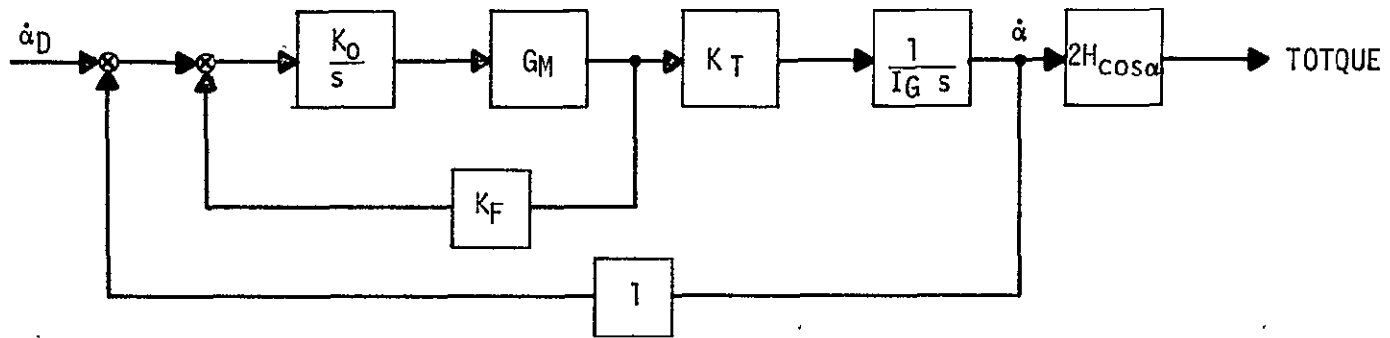 α̇D
K0
s
GM
KT
1
IG s
α̇
2Hcosα
TOTQUE
KF
1